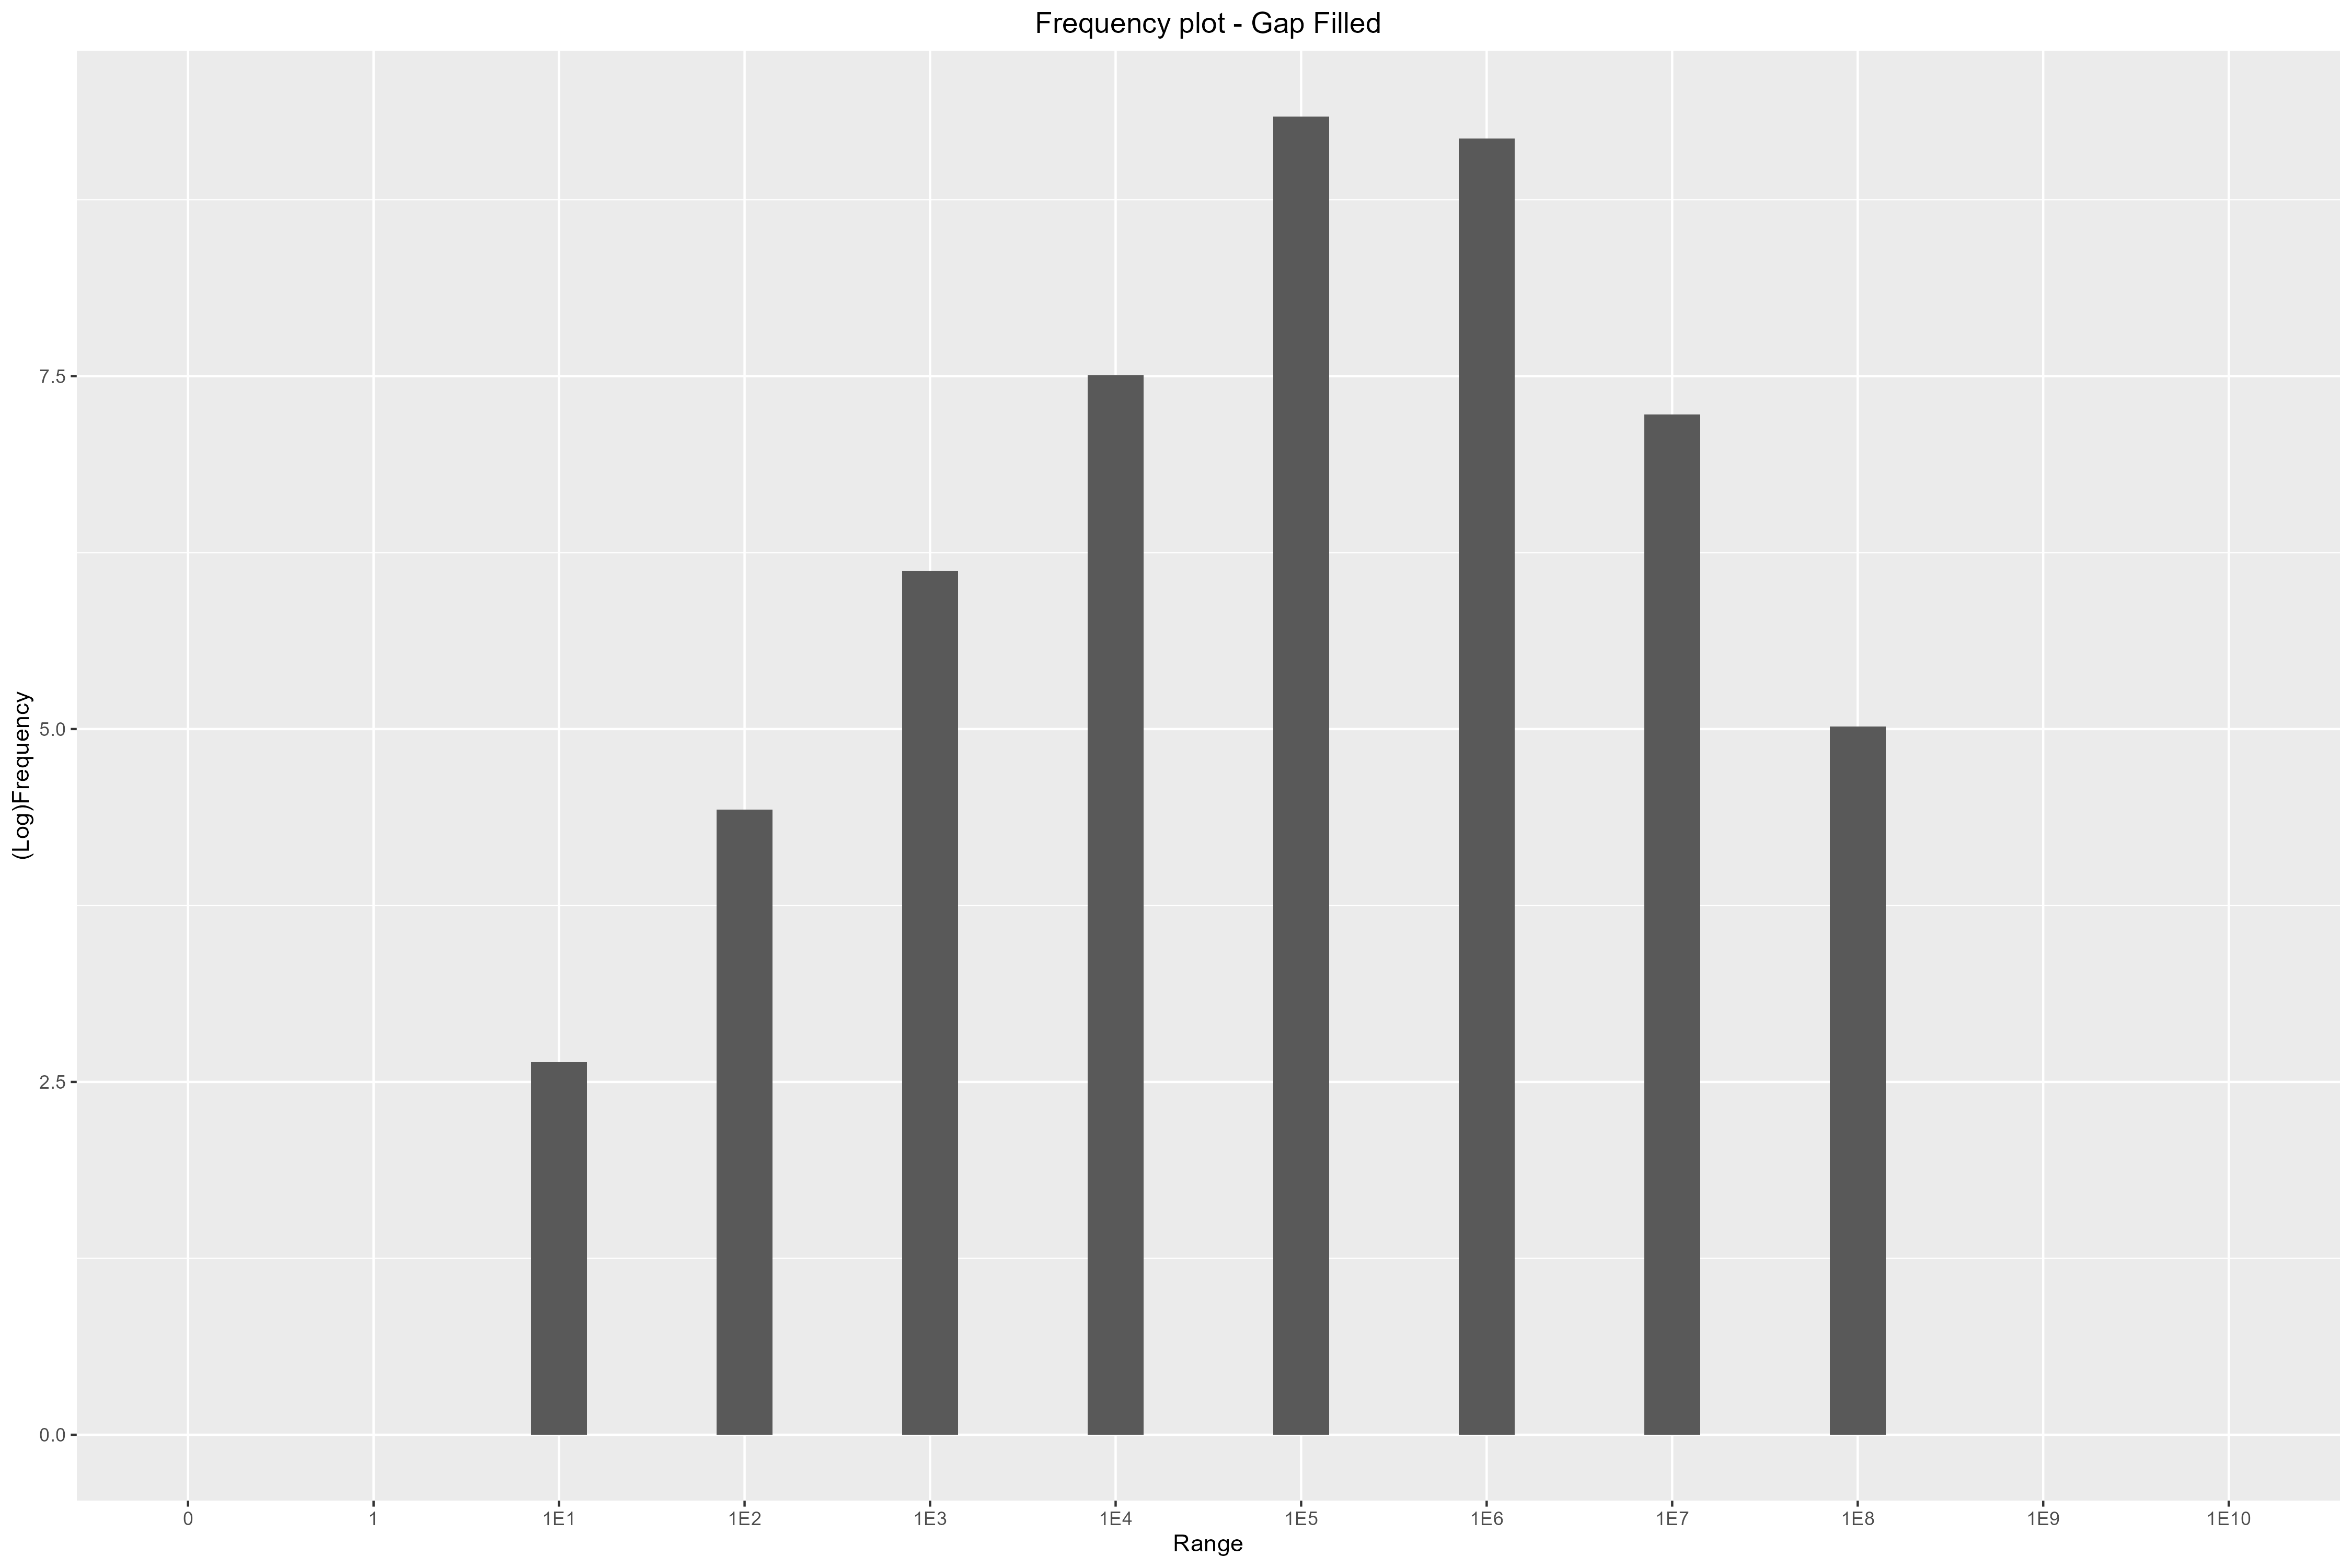 Frequency plot - Gap Filled
(Log)Frequency
7.5
5.0
2.5
0.0
0 1 1E1 1E2 1E3 1E4 1E5 1E6 1E7 1E8 1E9 1E10
Range